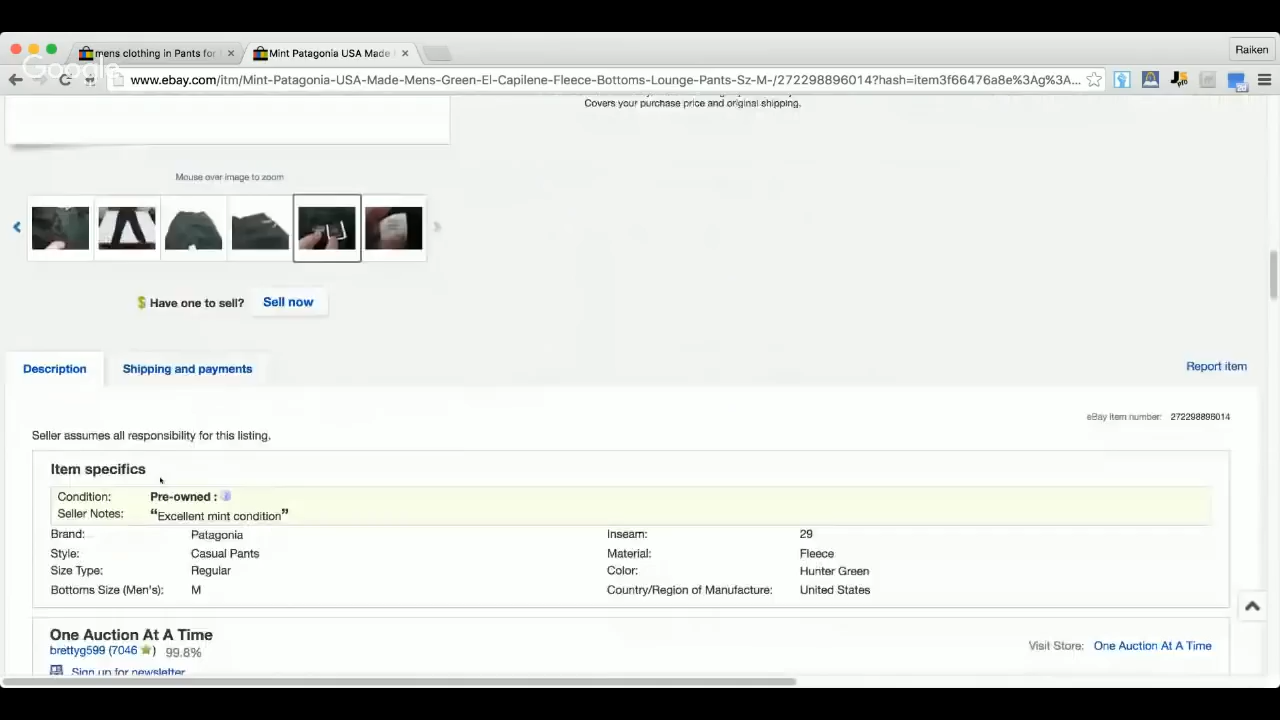 mens clothing in Pants for
Mint Patagonia USA Made
Raiken
Google
www.ebay.com/itm/Mint-Patagonia-USA-Made-Mens-Green-El-Capilene-Fleece-Bottoms-Lounge-Pants-Sz-M-/272298896014?hash=item3f66476a8e%3Ag%3A...
Covers your purchase price and original shipping.
Mouse over image to zoom
$ Have one to sell? Sell now
Description Shipping and payments
Report item
eBay item number: 272298896014
Seller assumes all responsibility for this listing.
Item specifics
Condition: Pre-owned :
Seller Notes: “Excellent mint condition”
Brand: Patagonia Inseam: 29
Style: Casual Pants Material: Fleece
Size Type: Regular Color: Hunter Green
Bottoms Size (Men's): M Country/Region of Manufacture: United States
One Auction At A Time
brettyg599 (7046 ) 99.8%
Visit Store: One Auction At A Time
Sign up for newsletter